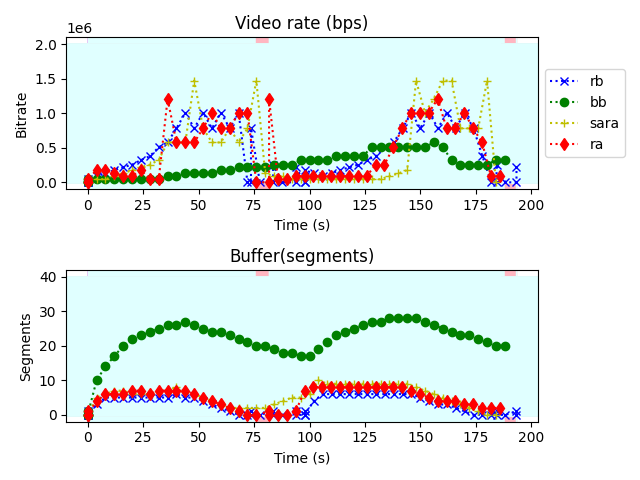 Video rate (bps)
1e6
2.0
1.5
1.0
0.5
0.0
Bitrate
0 25 50 75 100 125 150 175 200
Time (s)
rb
bb
sara
ra
Buffer(segments)
40
30
20
10
0
Segments
0 25 50 75 100 125 150 175 200
Time (s)